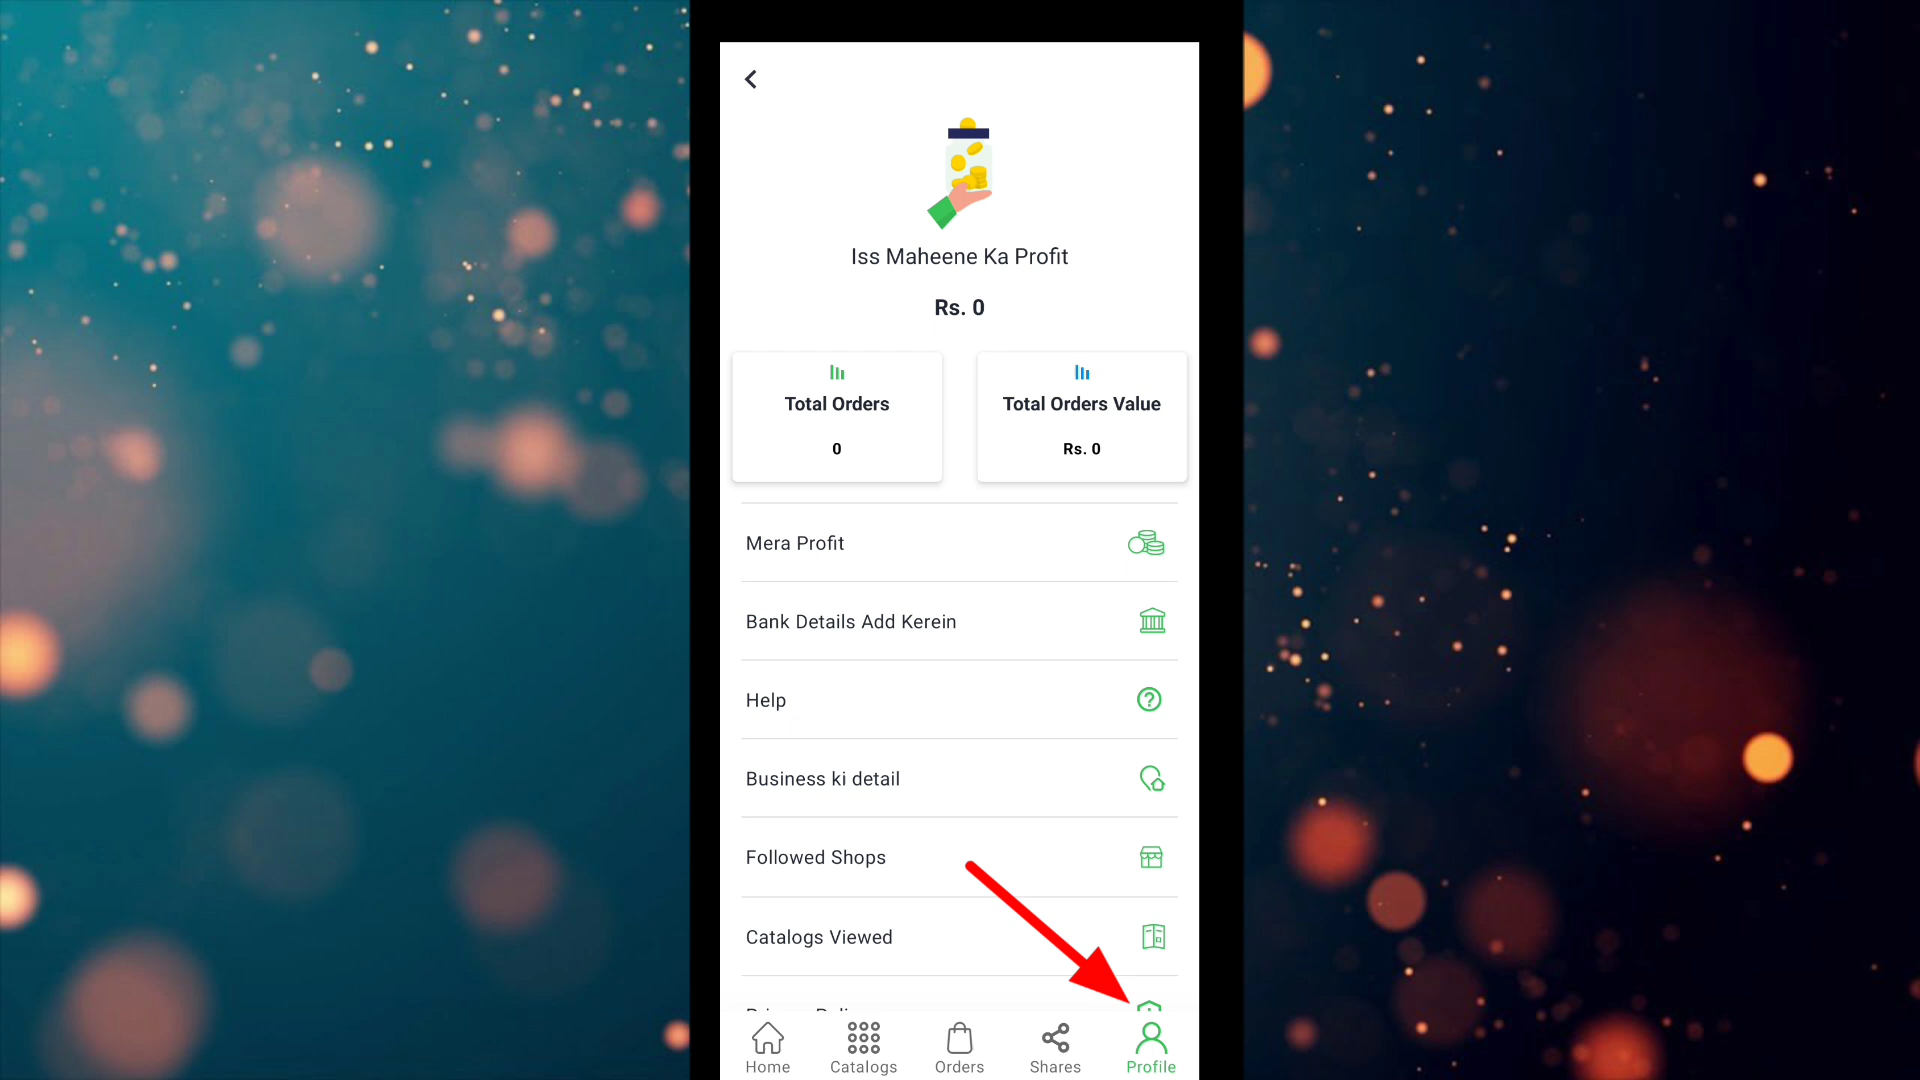 Iss Maheene Ka Profit
Rs. 0
Total Orders
0
Total Orders Value
Rs. 0
Mera Profit
Bank Details Add Kerein
Help
Business ki detail
Followed Shops
Catalogs Viewed
Home
Catalogs
Orders
Shares
Profile